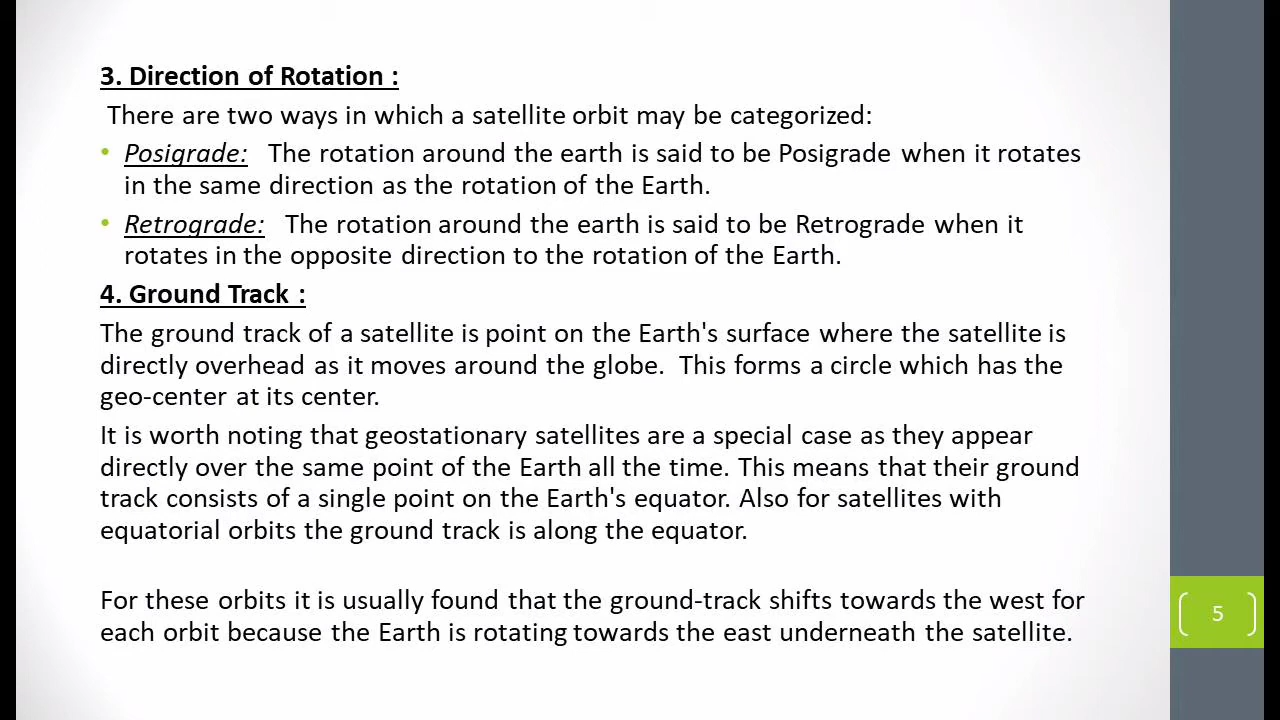 3. Direction of Rotation :
There are two ways in which a satellite orbit may be categorized:
• Posigrade: The rotation around the earth is said to be Posigrade when it rotates
in the same direction as the rotation of the Earth.
• Retrograde: The rotation around the earth is said to be Retrograde when it
rotates in the opposite direction to the rotation of the Earth.
4. Ground Track :
The ground track of a satellite is point on the Earth's surface where the satellite is
directly overhead as it moves around the globe. This forms a circle which has the
geo-center at its center.
It is worth noting that geostationary satellites are a special case as they appear
directly over the same point of the Earth all the time. This means that their ground
track consists of a single point on the Earth's equator. Also for satellites with
equatorial orbits the ground track is along the equator.
For these orbits it is usually found that the ground-track shifts towards the west for
each orbit because the Earth is rotating towards the east underneath the satellite.
5